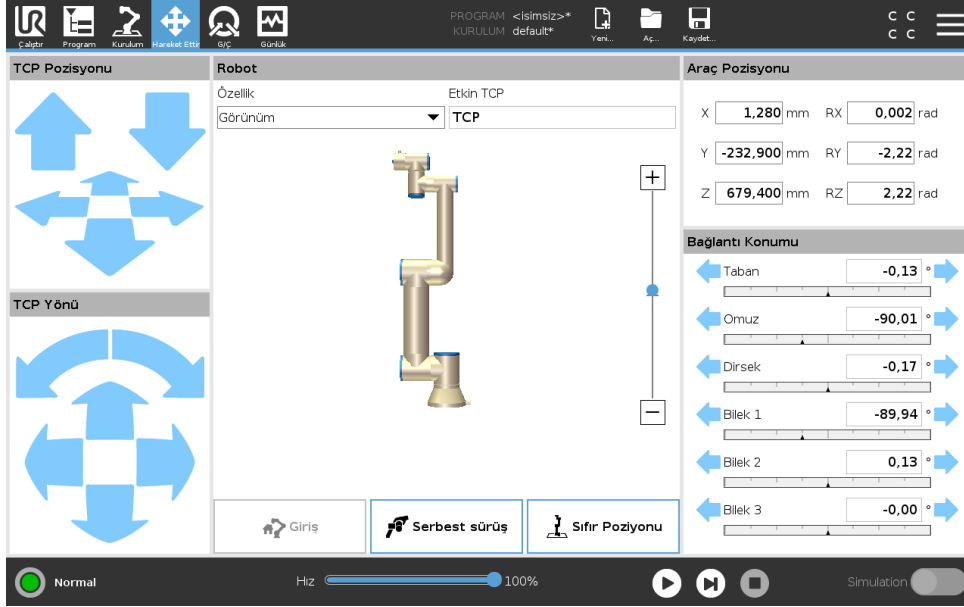 UR
PROGRAM <isimsiz>*
KURULUM default*
C C
C C
Çalıştır Program Kurulum Hareket Ettir G/Ç Günlük Yeni... Aç... Kaydet...
TCP Pozisyonu
Robot
Araç Pozisyonu
Özellik Etkin TCP
Görünüm TCP
X 1,280 mm RX 0,002 rad
Y -232,900 mm RY -2,22 rad
Z 679,400 mm RZ 2,22 rad
Bağlantı Konumu
Taban -0,13 °
TCP Yönü
Omuz -90,01 °
Dirsek -0,17 °
Bilek 1 -89,94 °
Bilek 2 0,13 °
Bilek 3 -0,00 °
Giriş Serbest sürüş Sıfır Poziyonu
Normal Hız 100% Simulation